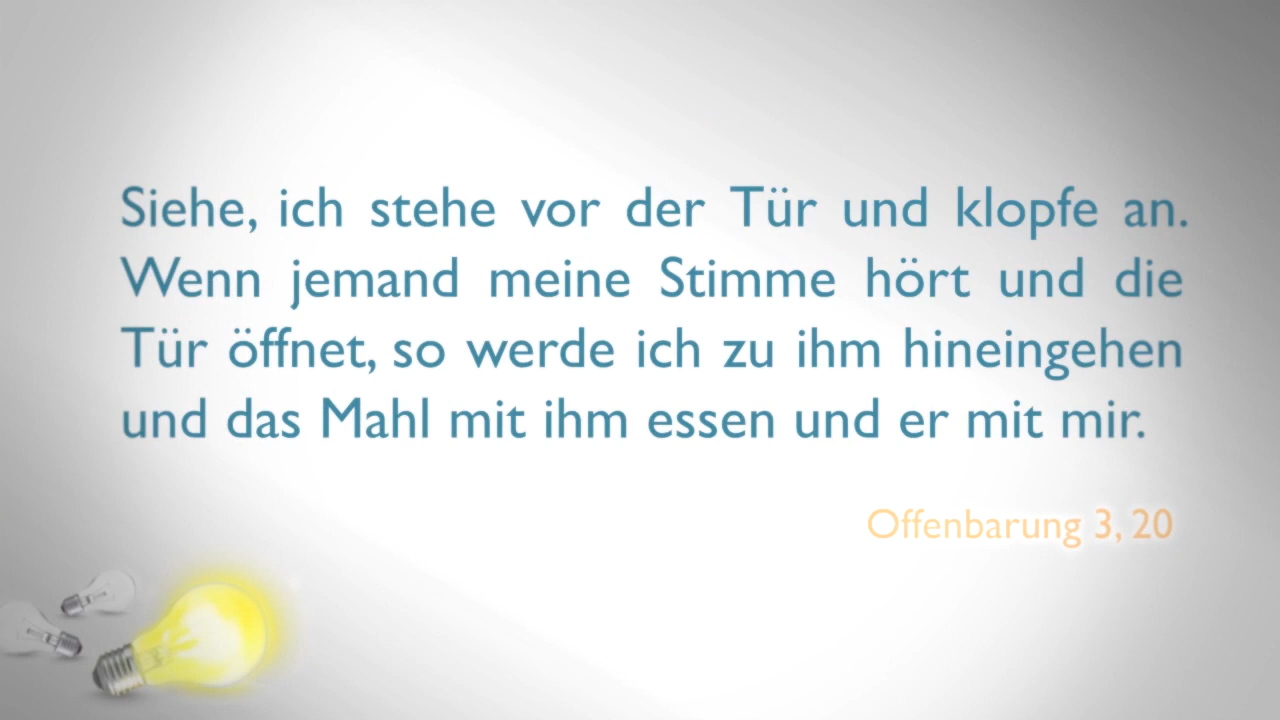 Siehe, ich stehe vor der Tür und klopfe an.
Wenn jemand meine Stimme hört und die
Tür öffnet, so werde ich zu ihm hineingehen
und das Mahl mit ihm essen und er mit mir.
Offenbarung 3, 20